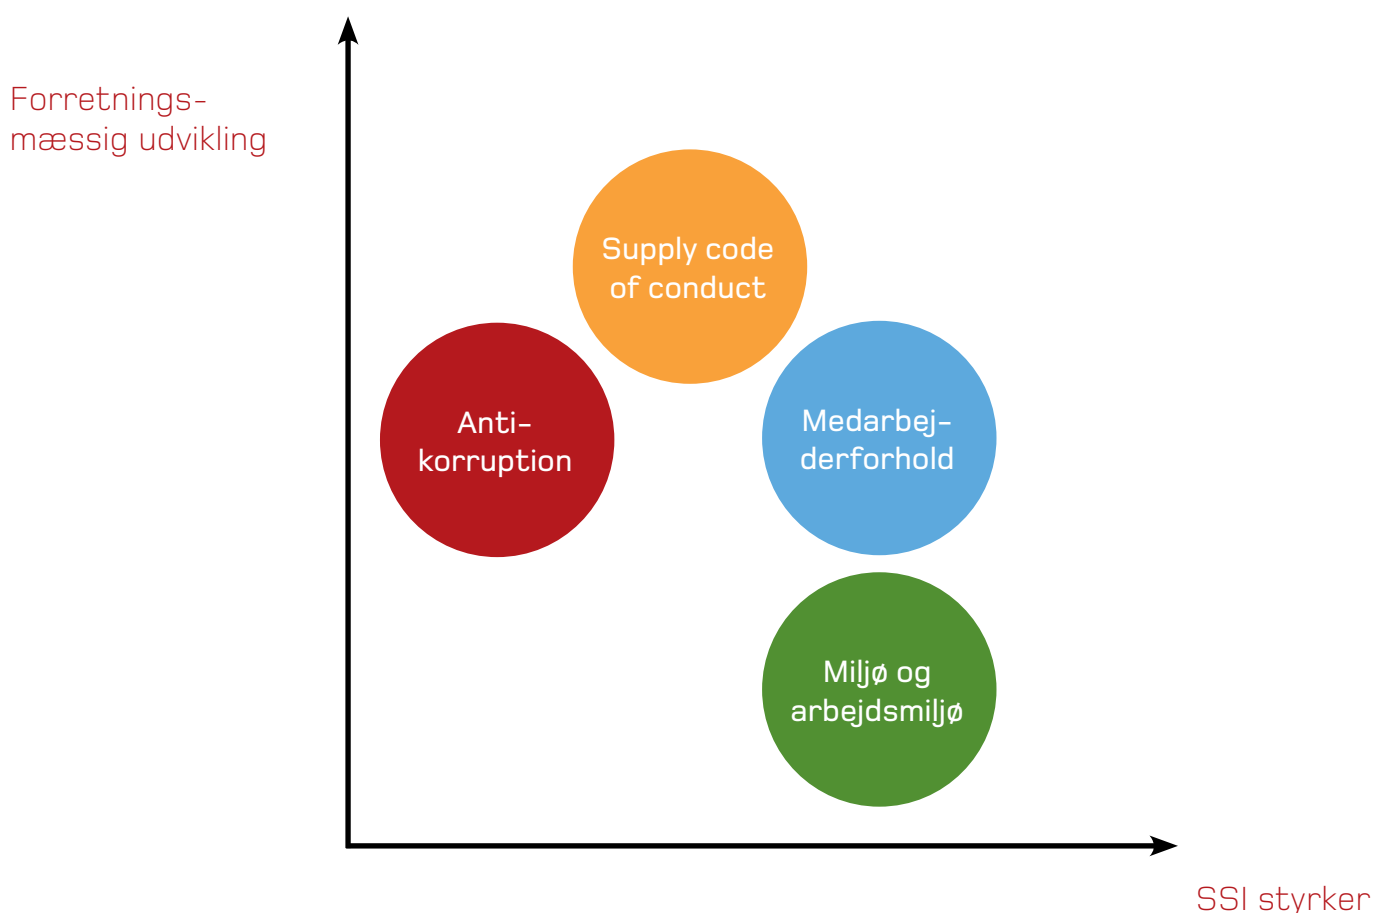 Forretnings-
mæssig udvikling
Supply code
of conduct
Anti-
korruption
Medarbej-
derforhold
Miljø og
arbejdsmiljø
SSI styrker